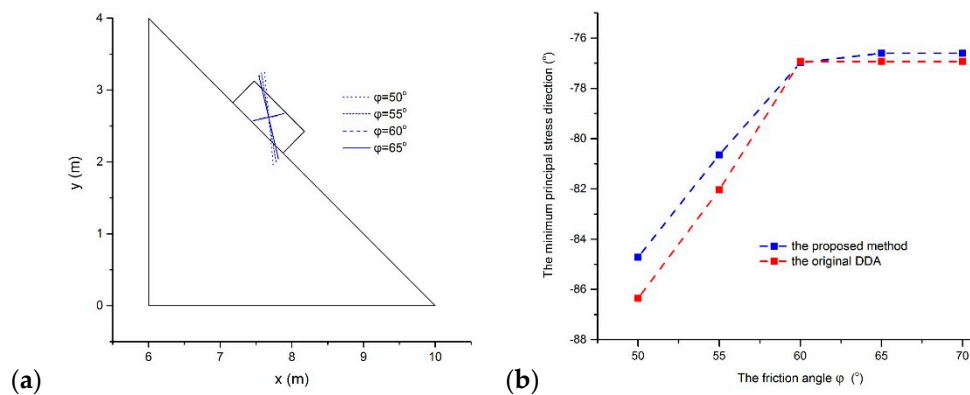 4
3
2
1
0
6
7
8
9
10
y (m)
x (m)
φ=50°
φ=55°
φ=60°
φ=65°
(a)
-76
-78
-80
-82
-84
-86
-88
50
55
60
65
70
The minimum principal stress direction (°)
the proposed method
the original DDA
The friction angle φ (°)
(b)